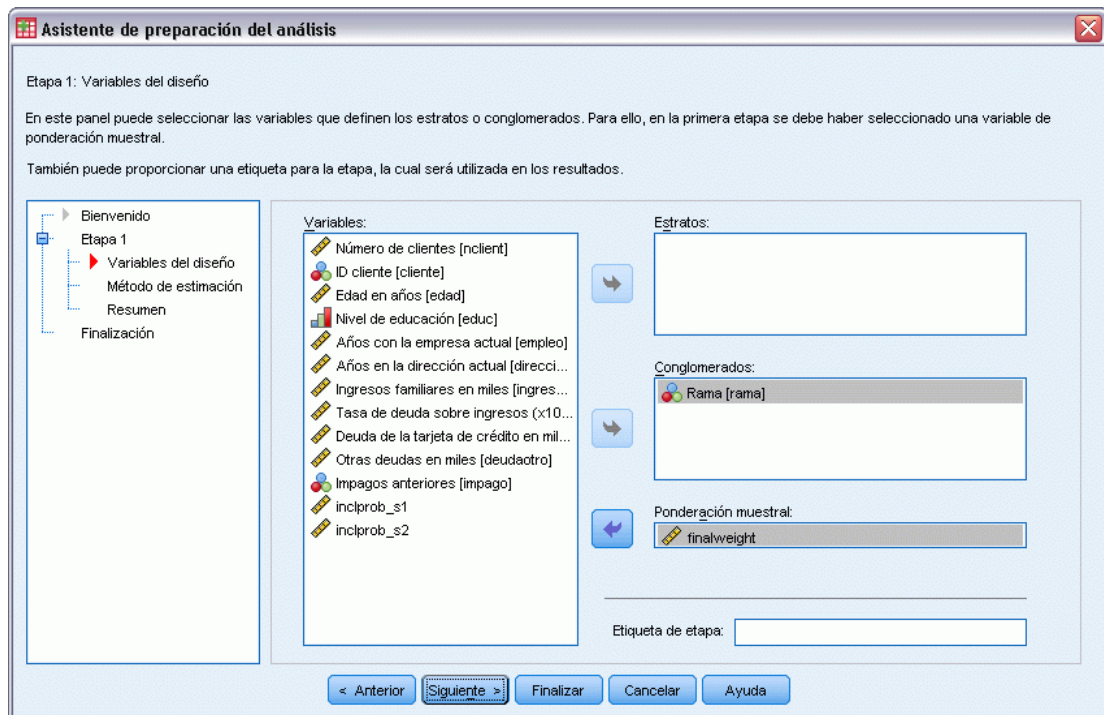 Asistente de preparación del análisis
Etapa 1: Variables del diseño
En este panel puede seleccionar las variables que definen los estratos o conglomerados. Para ello, en la primera etapa se debe haber seleccionado una variable de
ponderación muestral.
También puede proporcionar una etiqueta para la etapa, la cual será utilizada en los resultados.
Bienvenido
Etapa 1
Variables del diseño
Método de estimación
Resumen
Finalización
Variables:
Número de clientes [nclient]
ID cliente [cliente]
Edad en años [edad]
Nivel de educación [educ]
Años con la empresa actual [empleo]
Años en la dirección actual [direcci...
Ingresos familiares en miles [ingres...
Tasa de deuda sobre ingresos (x10...
Deuda de la tarjeta de crédito en mil...
Otras deudas en miles [deudaotro]
Impagos anteriores [impago]
inclprob_s1
inclprob_s2
Estratos:
Conglomerados:
Rama [rama]
Ponderación muestral:
finalweight
Etiqueta de etapa:
< Anterior
Siguiente >
Finalizar
Cancelar
Ayuda